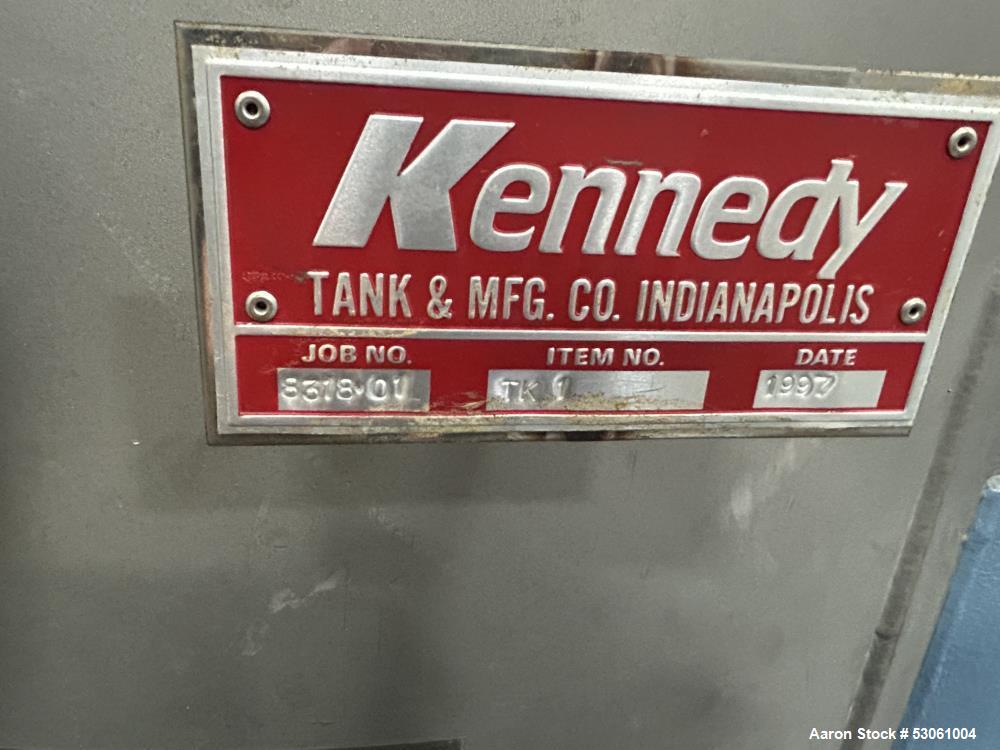 Kennedy
TANK & MFG. CO. INDIANAPOLIS
JOB NO. ITEM NO. DATE
8318-01 TK 1 1997
Aaron Stock # 53061004